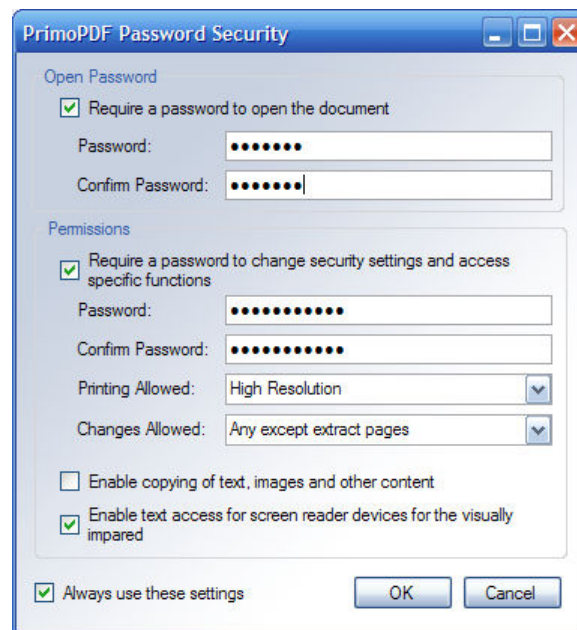 PrimoPDF Password Security
Open Password
Require a password to open the document
Password: •••••••
Confirm Password: •••••••
Permissions
Require a password to change security settings and access
specific functions
Password: •••••••••••
Confirm Password: •••••••••••
Printing Allowed: High Resolution
Changes Allowed: Any except extract pages
Enable copying of text, images and other content
Enable text access for screen reader devices for the visually
impared
Always use these settings OK Cancel